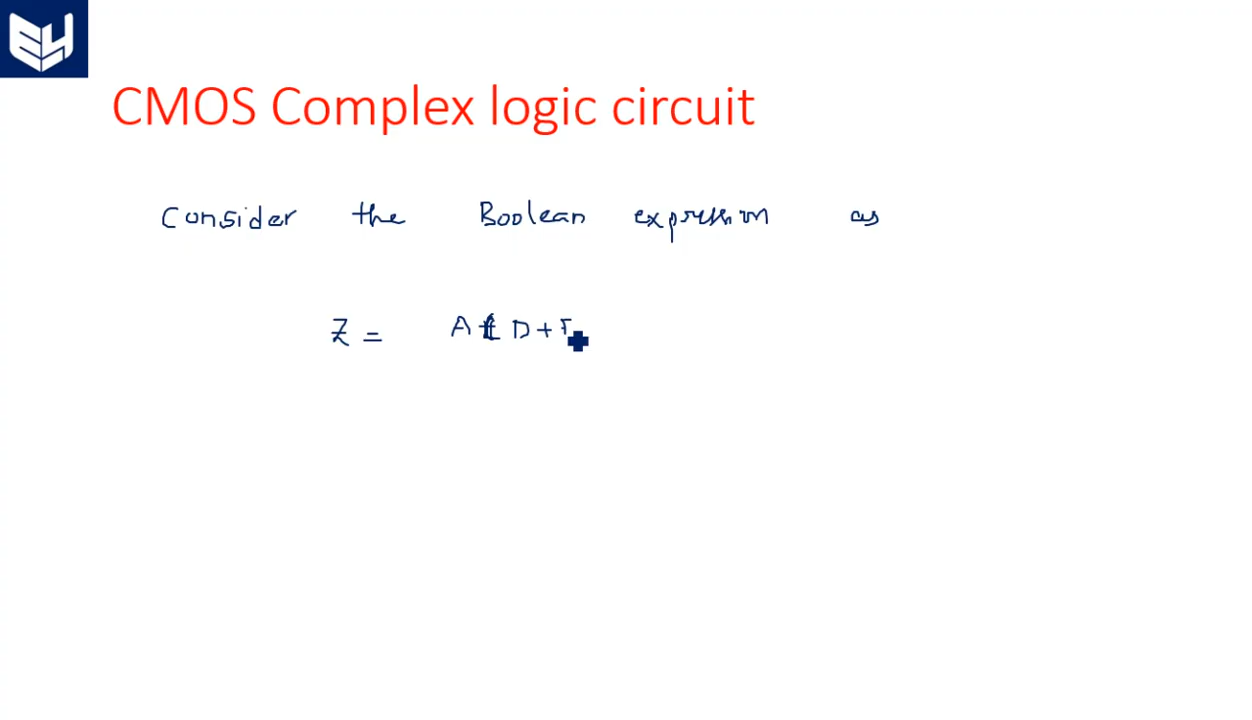 CMOS Complex logic circuit
Consider the Boolean expression as
Z = A D +